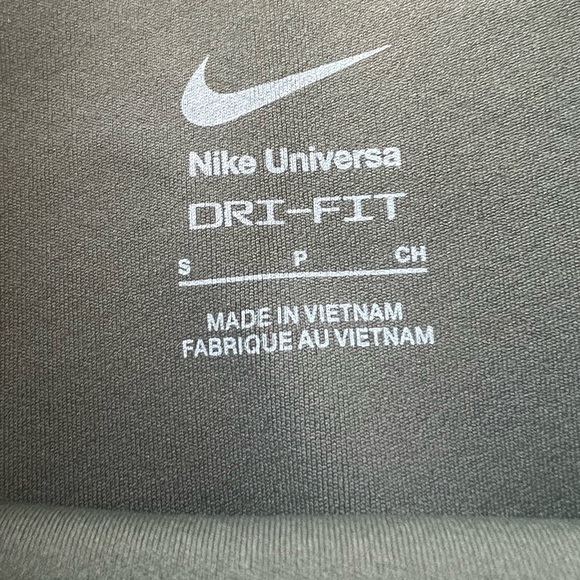 Nike Universa
DRI-FIT
S P CH
MADE IN VIETNAM
FABRIQUE AU VIETNAM